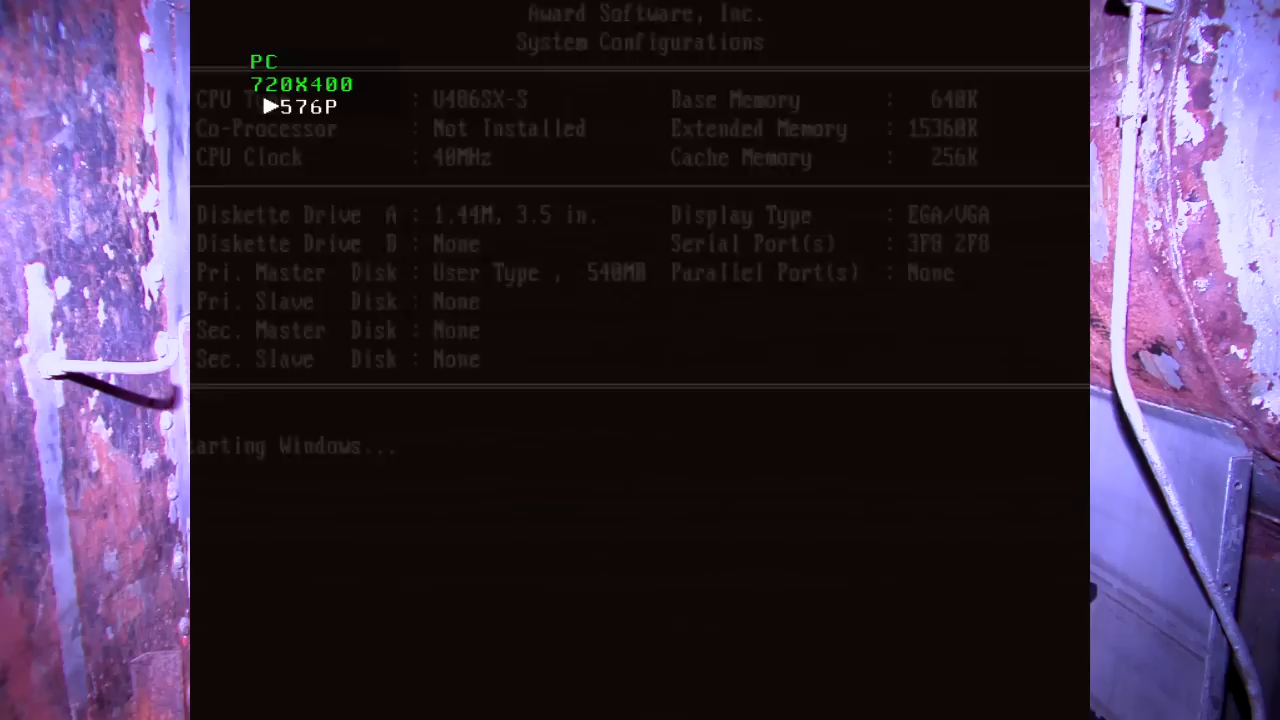 Award Software, Inc.
System Configurations
PC
720X400
▶576P
CPU : U486SX-S Base Memory : 640K
Co-Processor : Not Installed Extended Memory : 15360K
CPU Clock : 40MHz Cache Memory : 256K
Diskette Drive A : 1.44M, 3.5 in. Display Type : EGA/VGA
Diskette Drive B : None Serial Port(s) : 3F8 2F8
Pri. Master Disk : User Type , 540MB Parallel Port(s) : None
Pri. Slave Disk : None
Sec. Master Disk : None
Sec. Slave Disk : None
arting Windows...